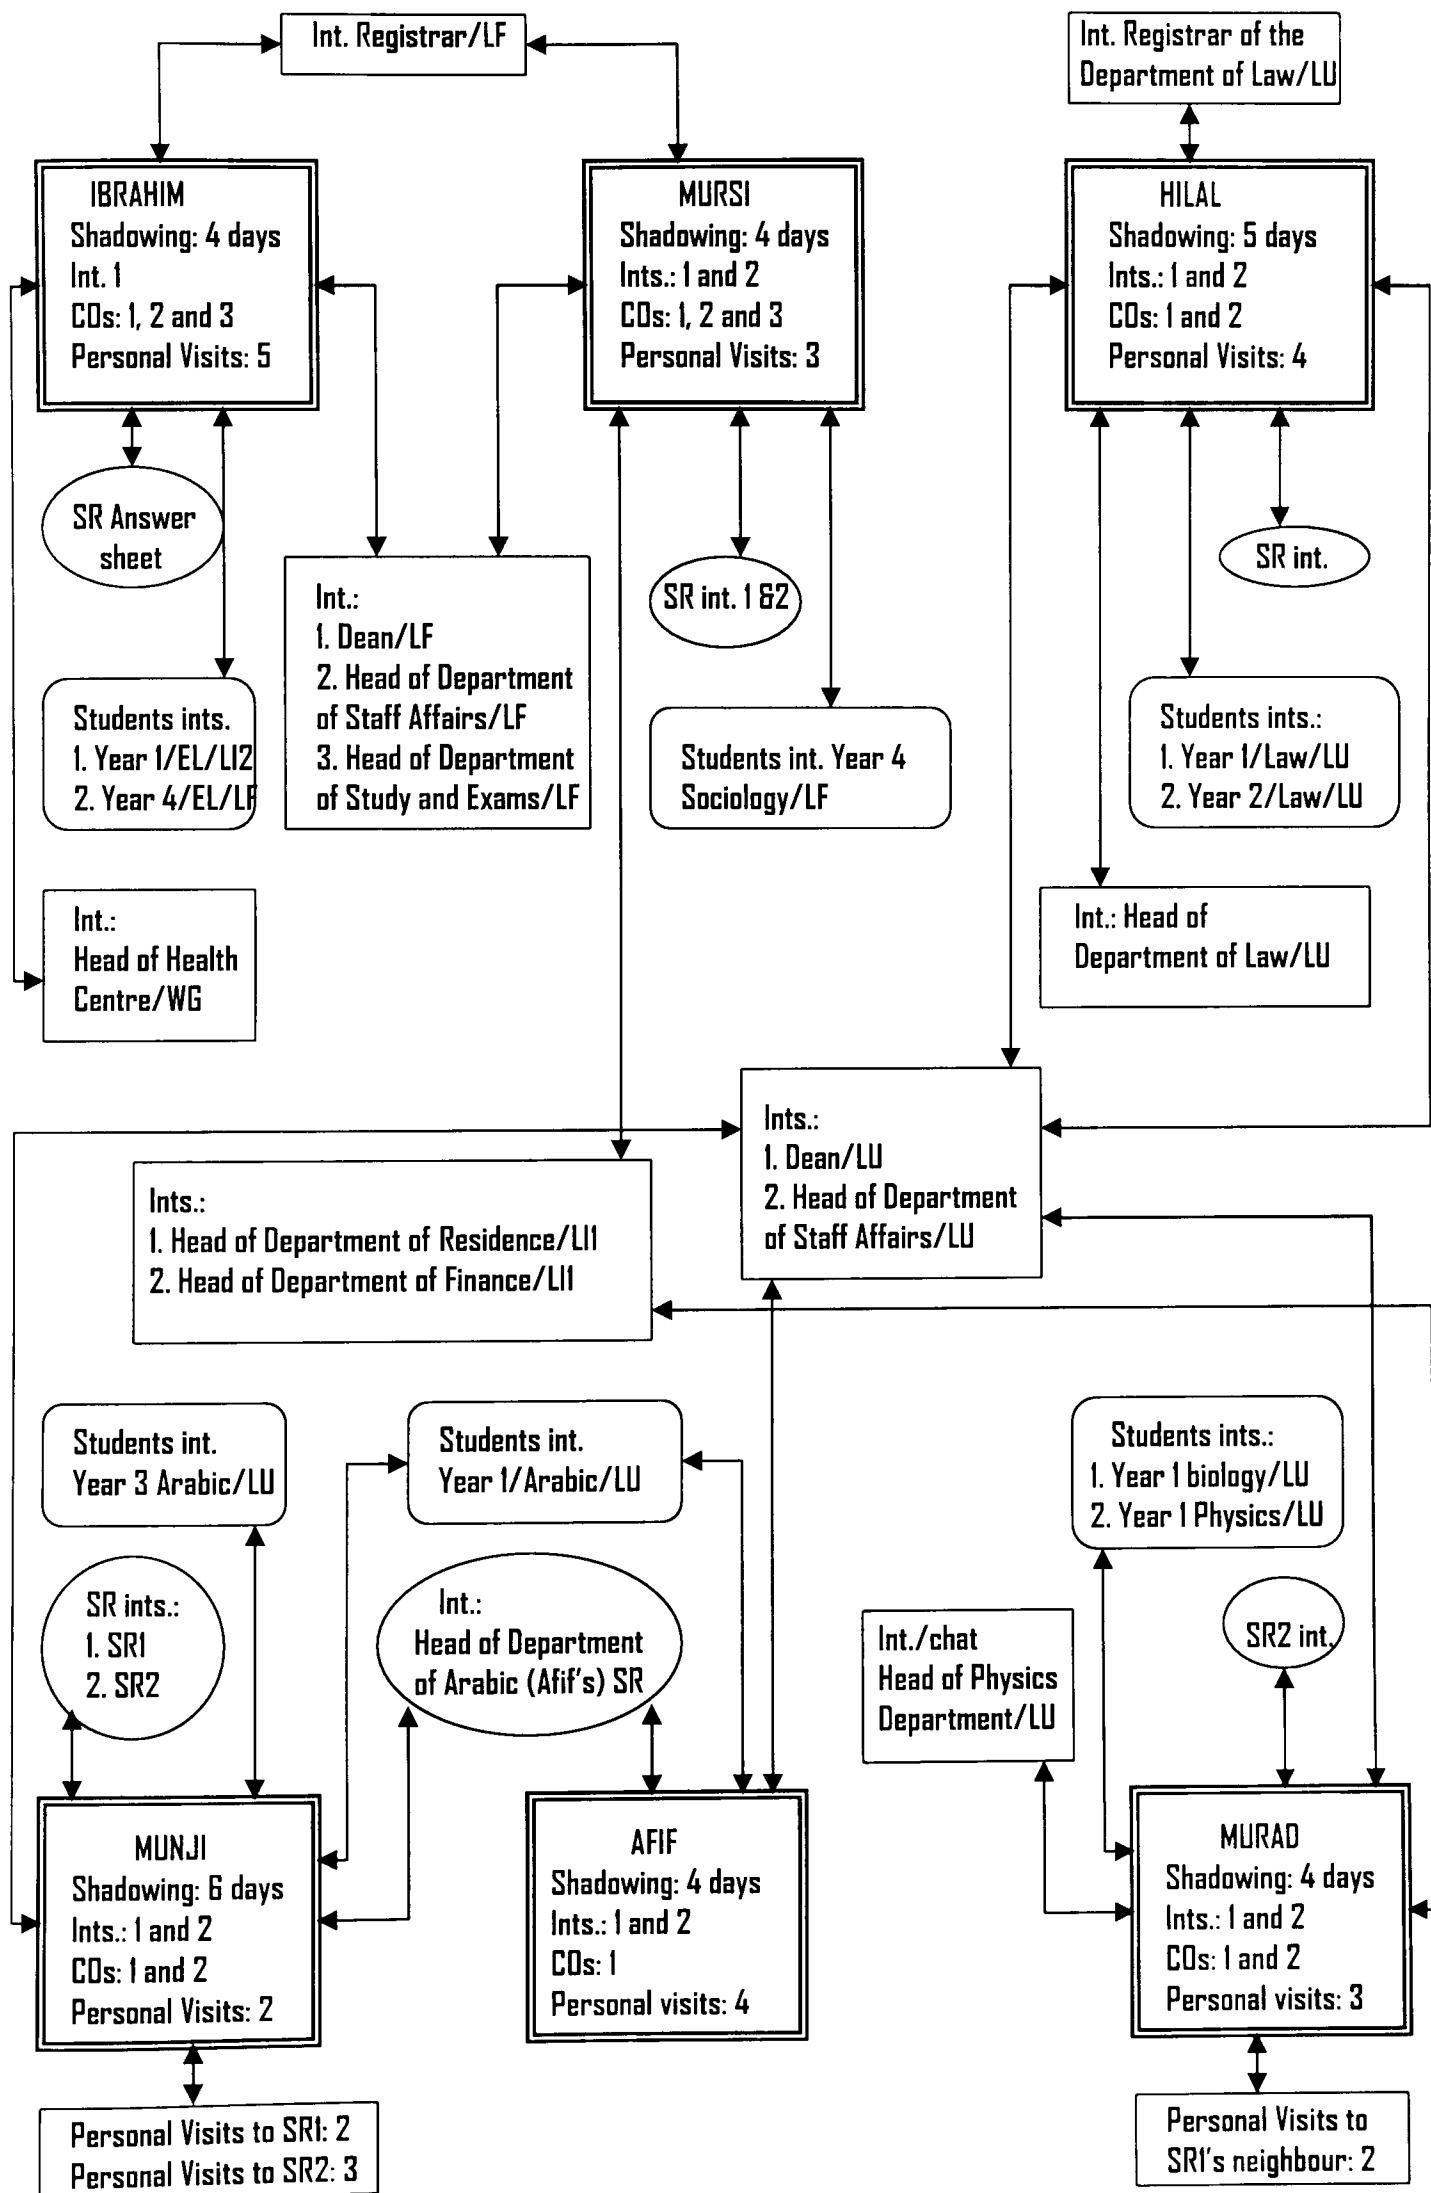 Int. Registrar/LF
Int. Registrar of the
Department of Law/LU
IBRAHIM
Shadowing: 4 days
Int. 1
COs: 1, 2 and 3
Personal Visits: 5
MURSI
Shadowing: 4 days
Ints.: 1 and 2
COs: 1, 2 and 3
Personal Visits: 3
HILAL
Shadowing: 5 days
Ints.: 1 and 2
COs: 1 and 2
Personal Visits: 4
SR Answer
sheet
Int.:
1. Dean/LF
2. Head of Department
of Staff Affairs/LF
3. Head of Department
of Study and Exams/LF
SR int. 1 &2
SR int.
Students ints.
1. Year 1/EL/LI2
2. Year 4/EL/LF
Students int. Year 4
Sociology/LF
Students ints.:
1. Year 1/Law/LU
2. Year 2/Law/LU
Int.:
Head of Health
Centre/WG
Int.: Head of
Department of Law/LU
Ints.:
1. Dean/LU
2. Head of Department
of Staff Affairs/LU
Ints.:
1. Head of Department of Residence/LI1
2. Head of Department of Finance/LI1
Students int.
Year 3 Arabic/LU
Students int.
Year 1/Arabic/LU
Students ints.:
1. Year 1 biology/LU
2. Year 1 Physics/LU
SR ints.:
1. SR1
2. SR2
Int.:
Head of Department
of Arabic (Afif's) SR
Int./chat
Head of Physics
Department/LU
SR2 int.
MUNJI
Shadowing: 6 days
Ints.: 1 and 2
COs: 1 and 2
Personal Visits: 2
AFIF
Shadowing: 4 days
Ints.: 1 and 2
COs: 1
Personal visits: 4
MURAD
Shadowing: 4 days
Ints.: 1 and 2
COs: 1 and 2
Personal visits: 3
Personal Visits to SR1: 2
Personal Visits to SR2: 3
Personal Visits to
SR1's neighbour: 2